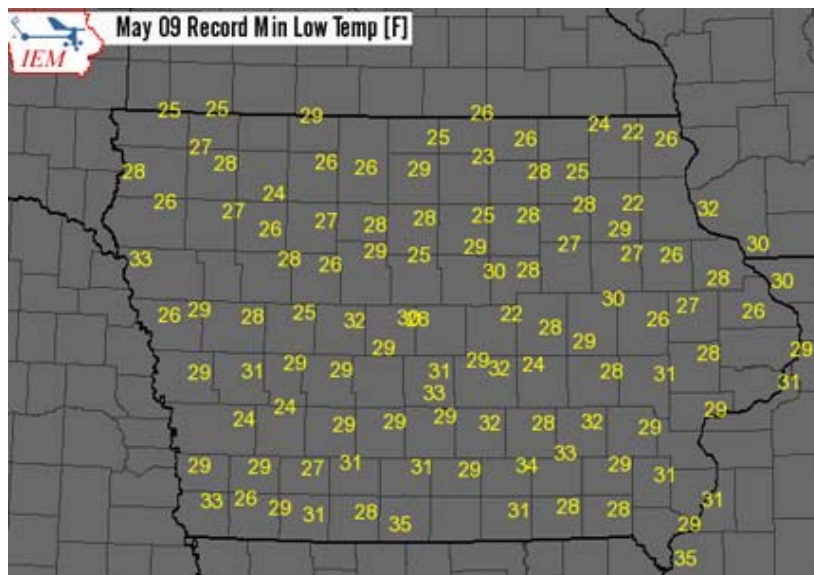 May 09 Record Min Low Temp [F]
IEM
25 25 29 26 24 22 26
25 26
27 28 26 26 29 23 28 25
28
26 27 24 26 27 28 28 25 28 28 22 29 32
33 28 26 29 25 29 30 28 27 27 26 30
28 30
26 29 28 25 32 28 22 28 30 29 26 27 26
29
29 31 29 29 31 29 32 24 28 31 28 29
33 31
24 24 29 29 29 32 28 32 29 29
29 29 27 31 31 29 34 33 29 31
33 26 29 31 28 35 31 28 28 29 31
35